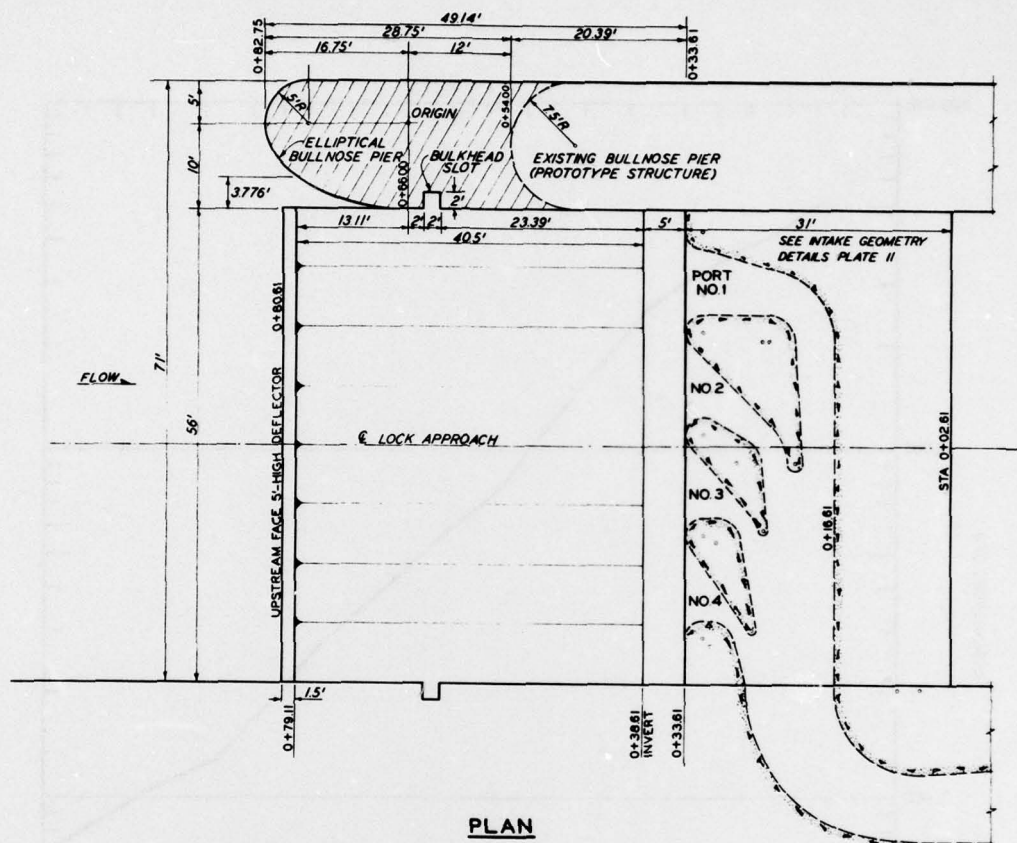 49.14'
28.75'
20.39'
16.75'
12'
0+82.75
0+33.61
5'
5'R
ORIGIN
0+54.00
7.5'R
10'
ELLIPTICAL
BULLNOSE PIER
BULKHEAD
SLOT
EXISTING BULLNOSE PIER
(PROTOTYPE STRUCTURE)
3.776'
0+66.00
2'
13.11'
2'
2'
23.39'
5'
31'
40.5'
SEE INTAKE GEOMETRY
DETAILS PLATE 11
PORT
NO.1
71'
FLOW
56'
UPSTREAM FACE 5'-HIGH DEFLECTOR 0+80.61
NO.2
℄ LOCK APPROACH
NO.3
STA 0+02.61
0+16.61
NO.4
1.5'
0+79.11
0+38.61
INVERT
0+33.61
PLAN